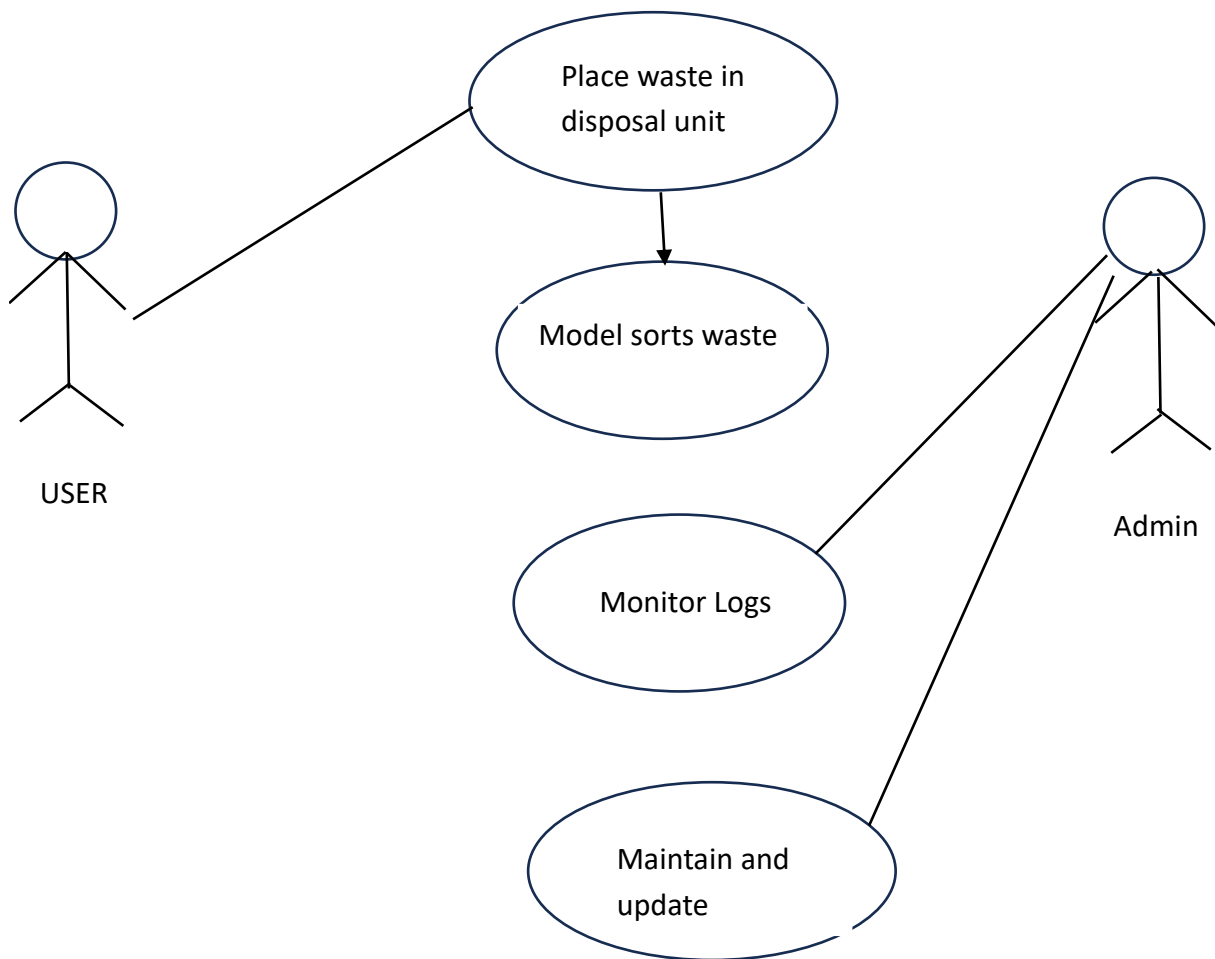 Place waste in
disposal unit
Model sorts waste
USER
Admin
Monitor Logs
Maintain and
update